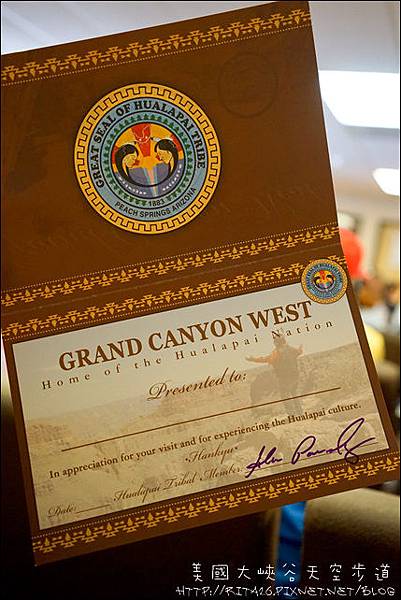 GREAT SEAL OF HUALAPAI TRIBE
1883
PEACH SPRINGS ARIZONA
GRAND CANYON WEST
Home of the Hualapai Nation
Presented to:
In appreciation for your visit and for experiencing the Hualapai culture.
"Hankyu"
Hualapai Tribal Member
Date:
美國大峽谷天空步道
HTTP://RITM26.PIXNET.NET/BLOG